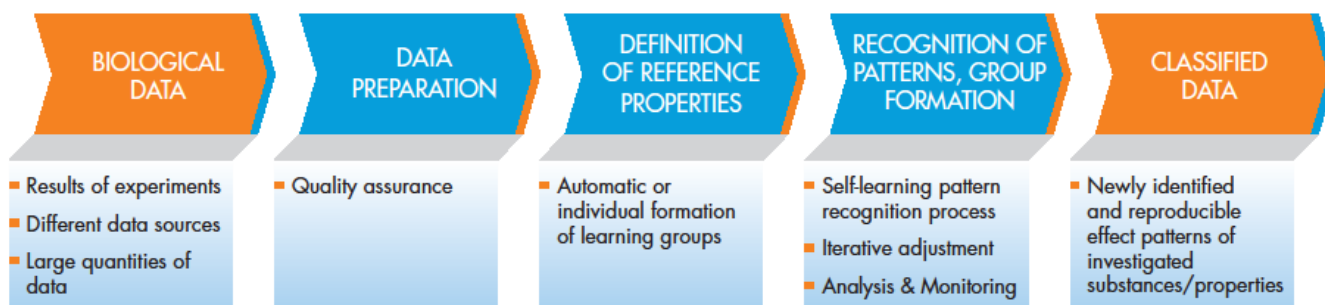 BIOLOGICAL
DATA
DATA
PREPARATION
DEFINITION
OF REFERENCE
PROPERTIES
RECOGNITION OF
PATTERNS, GROUP
FORMATION
CLASSIFIED
DATA
Results of experiments
Different data sources
Large quantities of
data
Quality assurance
Automatic or
individual formation
of learning groups
Self-learning pattern
recognition process
Iterative adjustment
Analysis & Monitoring
Newly identified
and reproducible
effect patterns of
investigated
substances/properties